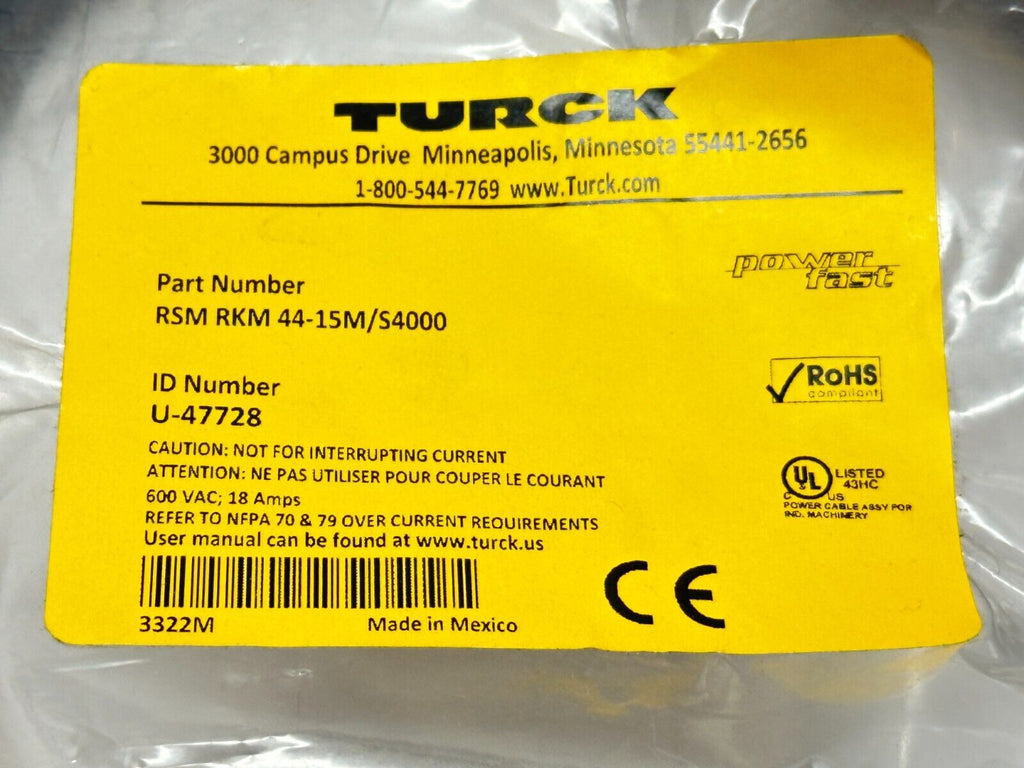 TURCK
3000 Campus Drive Minneapolis, Minnesota 55441-2656
1-800-544-7769 www.Turck.com
power
fast
Part Number
RSM RKM 44-15M/S4000
RoHS
compliant
ID Number
U-47728
CAUTION: NOT FOR INTERRUPTING CURRENT
ATTENTION: NE PAS UTILISER POUR COUPER LE COURANT
600 VAC; 18 Amps
REFER TO NFPA 70 & 79 OVER CURRENT REQUIREMENTS
User manual can be found at www.turck.us
UL LISTED
43HC
C US
POWER CABLE ASSY FOR
IND. MACHINERY
3322M
Made in Mexico
CE